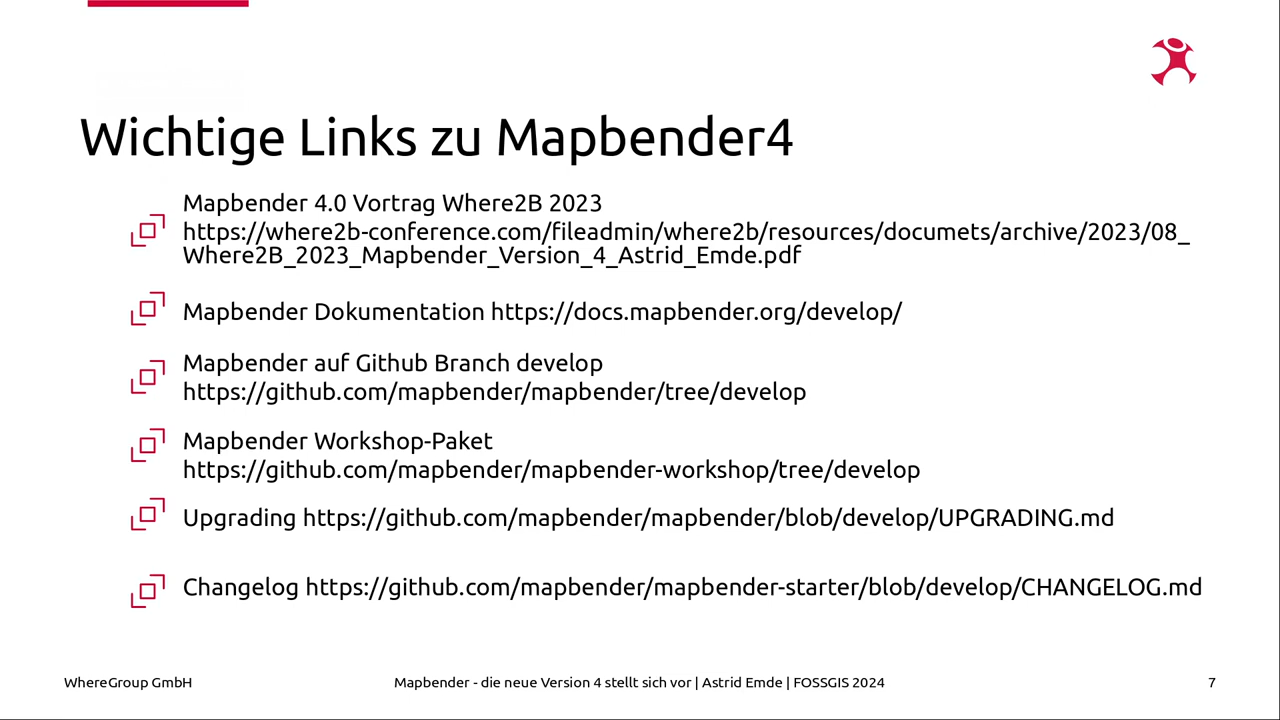 Wichtige Links zu Mapbender4
Mapbender 4.0 Vortrag Where2B 2023
https://where2b-conference.com/fileadmin/where2b/resources/documets/archive/2023/08_
Where2B_2023_Mapbender_Version_4_Astrid_Emde.pdf
Mapbender Dokumentation https://docs.mapbender.org/develop/
Mapbender auf Github Branch develop
https://github.com/mapbender/mapbender/tree/develop
Mapbender Workshop-Paket
https://github.com/mapbender/mapbender-workshop/tree/develop
Upgrading https://github.com/mapbender/mapbender/blob/develop/UPGRADING.md
Changelog https://github.com/mapbender/mapbender-starter/blob/develop/CHANGELOG.md
WhereGroup GmbH
Mapbender - die neue Version 4 stellt sich vor | Astrid Emde | FOSSGIS 2024
7